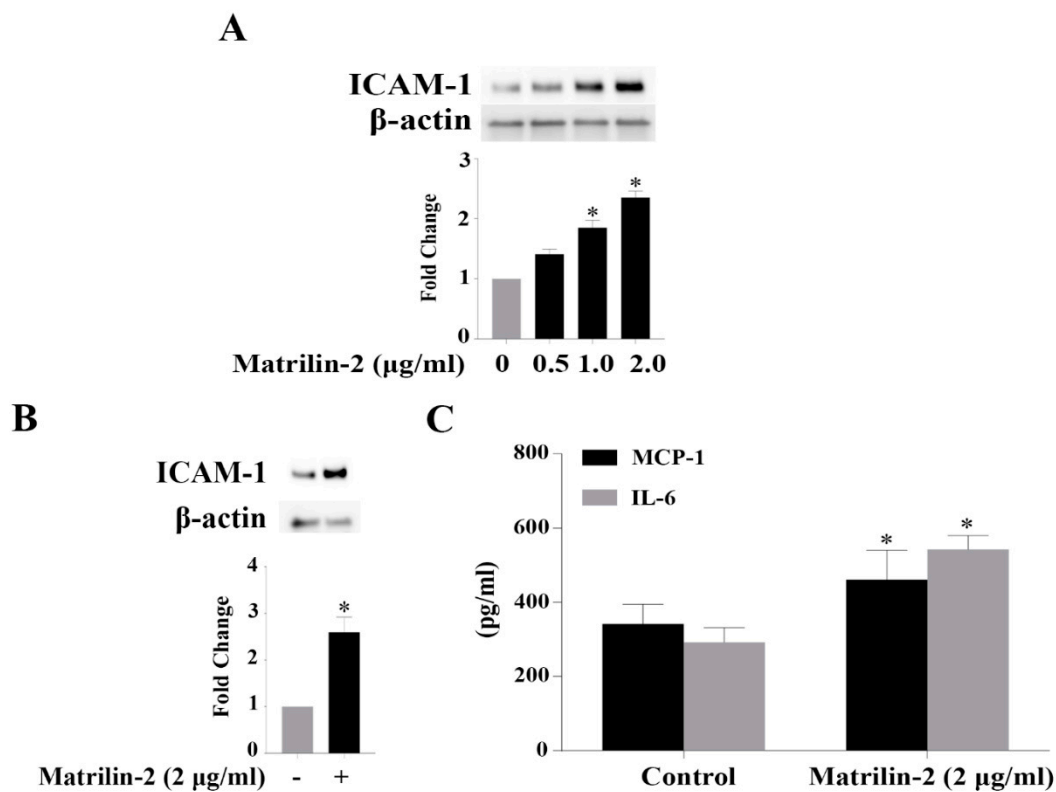 A
ICAM-1
β-actin
3
*
*
2
Fold Change
1
0
Matrilin-2 (μg/ml) 0 0.5 1.0 2.0
B
ICAM-1
β-actin
4
*
3
Fold Change
2
1
0
Matrilin-2 (2 μg/ml) - +
C
800
MCP-1
IL-6
600
*
*
(pg/ml)
400
200
0
Control Matrilin-2 (2 μg/ml)